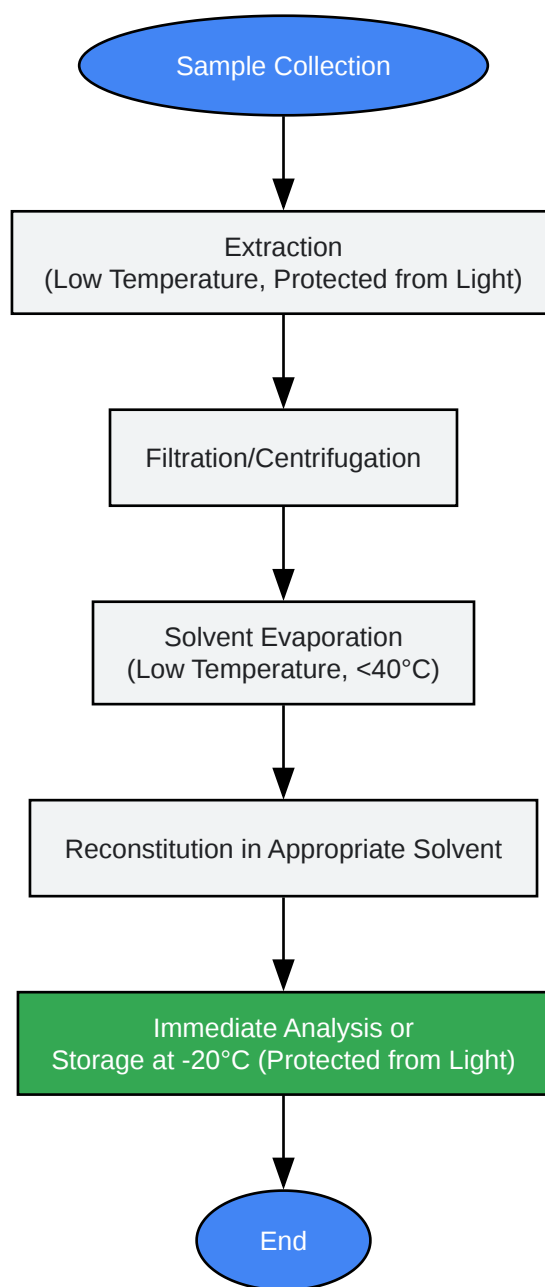 Sample Collection
Extraction
(Low Temperature, Protected from Light)
Filtration/Centrifugation
Solvent Evaporation
(Low Temperature, <40°C)
Reconstitution in Appropriate Solvent
Immediate Analysis or
Storage at -20°C (Protected from Light)
End